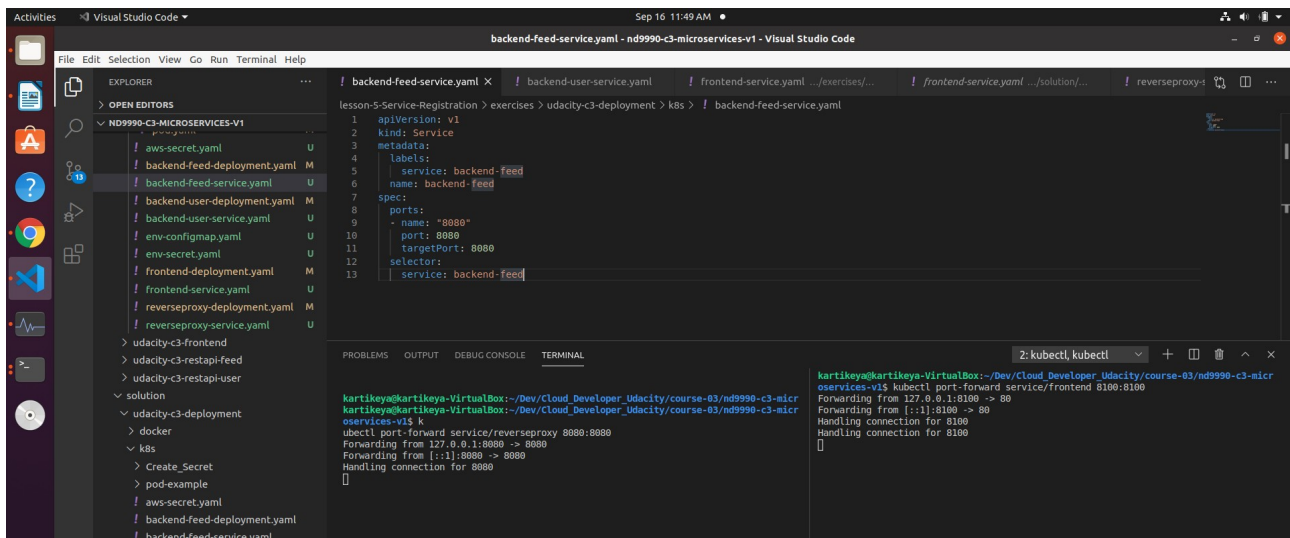 Activities Visual Studio Code Sep 16 11:49 AM
backend-feed-service.yaml - nd9990-c3-microservices-v1 - Visual Studio Code
File Edit Selection View Go Run Terminal Help
EXPLORER ...
OPEN EDITORS
ND9990-C3-MICROSERVICES-V1
aws-secret.yaml U
backend-feed-deployment.yaml M
backend-feed-service.yaml U
backend-user-deployment.yaml M
backend-user-service.yaml U
env-configmap.yaml U
env-secret.yaml U
frontend-deployment.yaml M
frontend-service.yaml U
reverseproxy-deployment.yaml M
reverseproxy-service.yaml U
> udacity-c3-frontend
> udacity-c3-restapi-feed
> udacity-c3-restapi-user
solution
udacity-c3-deployment
> docker
k8s
> Create_Secret
> pod-example
! aws-secret.yaml
! backend-feed-deployment.yaml
! backend-feed-service.yaml
13
! backend-feed-service.yaml × ! backend-user-service.yaml ! frontend-service.yaml .../exercises/... ! frontend-service.yaml .../solution/... ! reverseproxy-s ...
lesson-5-Service-Registration > exercises > udacity-c3-deployment > k8s > ! backend-feed-service.yaml
1 apiVersion: v1
2 kind: Service
3 metadata:
4 labels:
5 service: backend-feed
6 name: backend-feed
7 spec:
8 ports:
9 - name: "8080"
10 port: 8080
11 targetPort: 8080
12 selector:
13 service: backend-feed
PROBLEMS OUTPUT DEBUG CONSOLE TERMINAL 2: kubectl, kubectl
kartikeya@kartikeya-VirtualBox:~/Dev/Cloud_Developer_Udacity/course-03/nd9990-c3-micr
kartikeya@kartikeya-VirtualBox:~/Dev/Cloud_Developer_Udacity/course-03/nd9990-c3-micr
oservices-v1$ k
ubectl port-forward service/reverseproxy 8080:8080
Forwarding from 127.0.0.1:8080 -> 8080
Forwarding from [::1]:8080 -> 8080
Handling connection for 8080
kartikeya@kartikeya-VirtualBox:~/Dev/Cloud_Developer_Udacity/course-03/nd9990-c3-micr
oservices-v1$ kubectl port-forward service/frontend 8100:8100
Forwarding from 127.0.0.1:8100 -> 80
Forwarding from [::1]:8100 -> 80
Handling connection for 8100
Handling connection for 8100